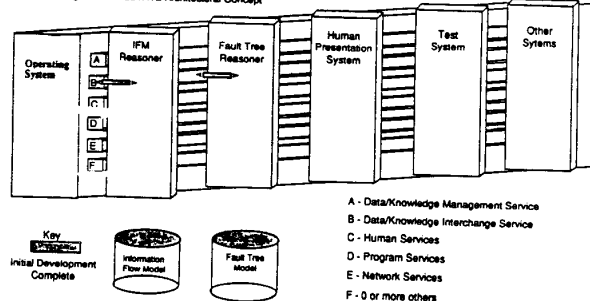 Architectural Concept
Operating
System
A
B
C
D
E
F
IFM
Reasoner
Fault Tree
Reasoner
Human
Presentation
System
Test
System
Other
Sytems
A - Data/Knowledge Management Service
B - Data/Knowledge Interchange Service
C - Human Services
D - Program Services
E - Network Services
F - 0 or more others
Key
Initial Development
Complete
Information
Flow Model
Fault Tree
Model